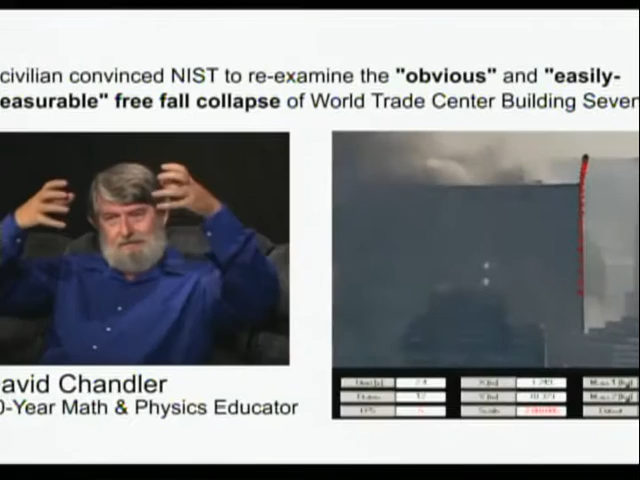 civilian convinced NIST to re-examine the "obvious" and "easily-
easurable" free fall collapse of World Trade Center Building Seven
avid Chandler
0-Year Math & Physics Educator